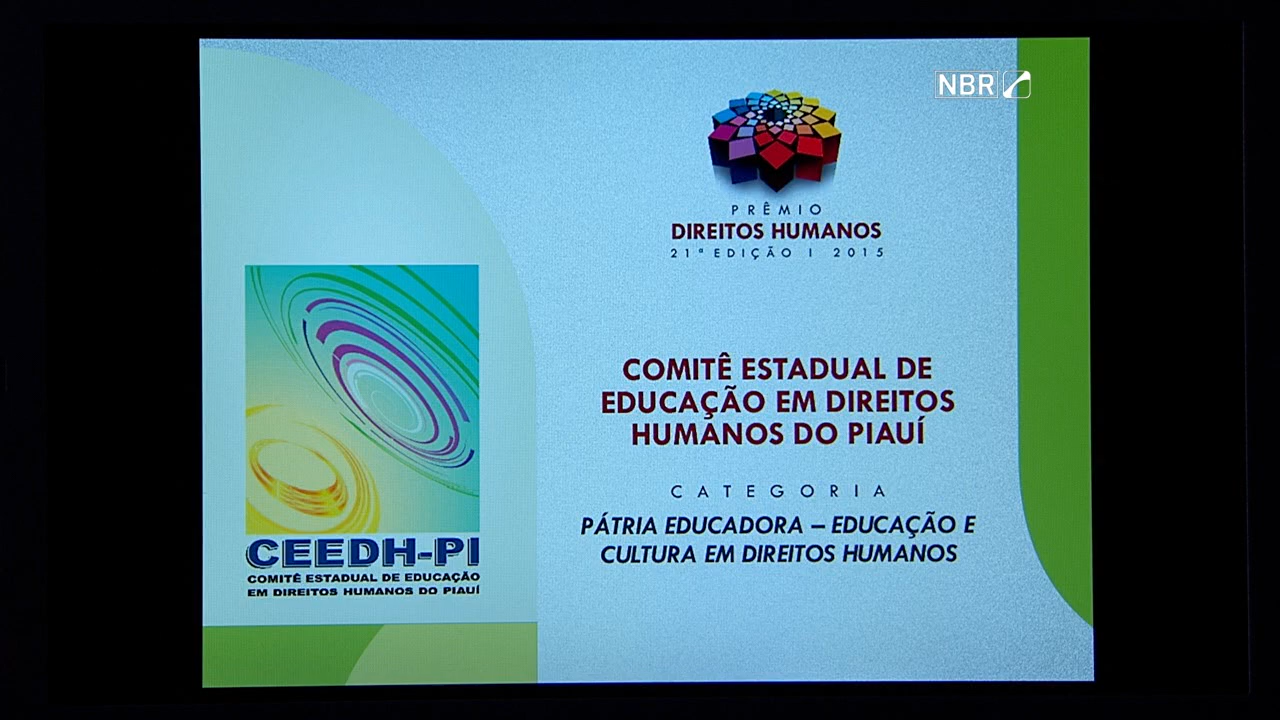 NBR
PRÊMIO
DIREITOS HUMANOS
21ª EDIÇÃO | 2015
COMITÊ ESTADUAL DE
EDUCAÇÃO EM DIREITOS
HUMANOS DO PIAUÍ
CATEGORIA
PÁTRIA EDUCADORA – EDUCAÇÃO E
CULTURA EM DIREITOS HUMANOS
CEEDH-PI
COMITÊ ESTADUAL DE EDUCAÇÃO
EM DIREITOS HUMANOS DO PIAUÍ